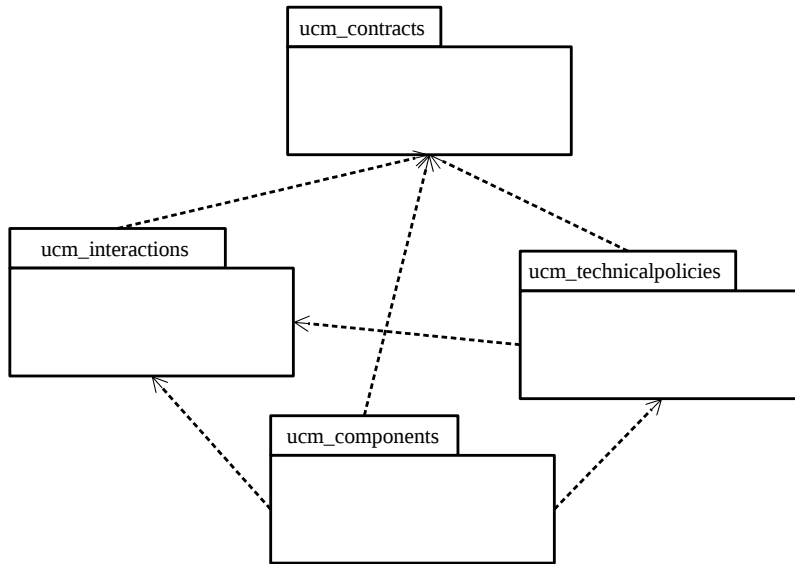 ucm_contracts
ucm_interactions
ucm_technicalpolicies
ucm_components